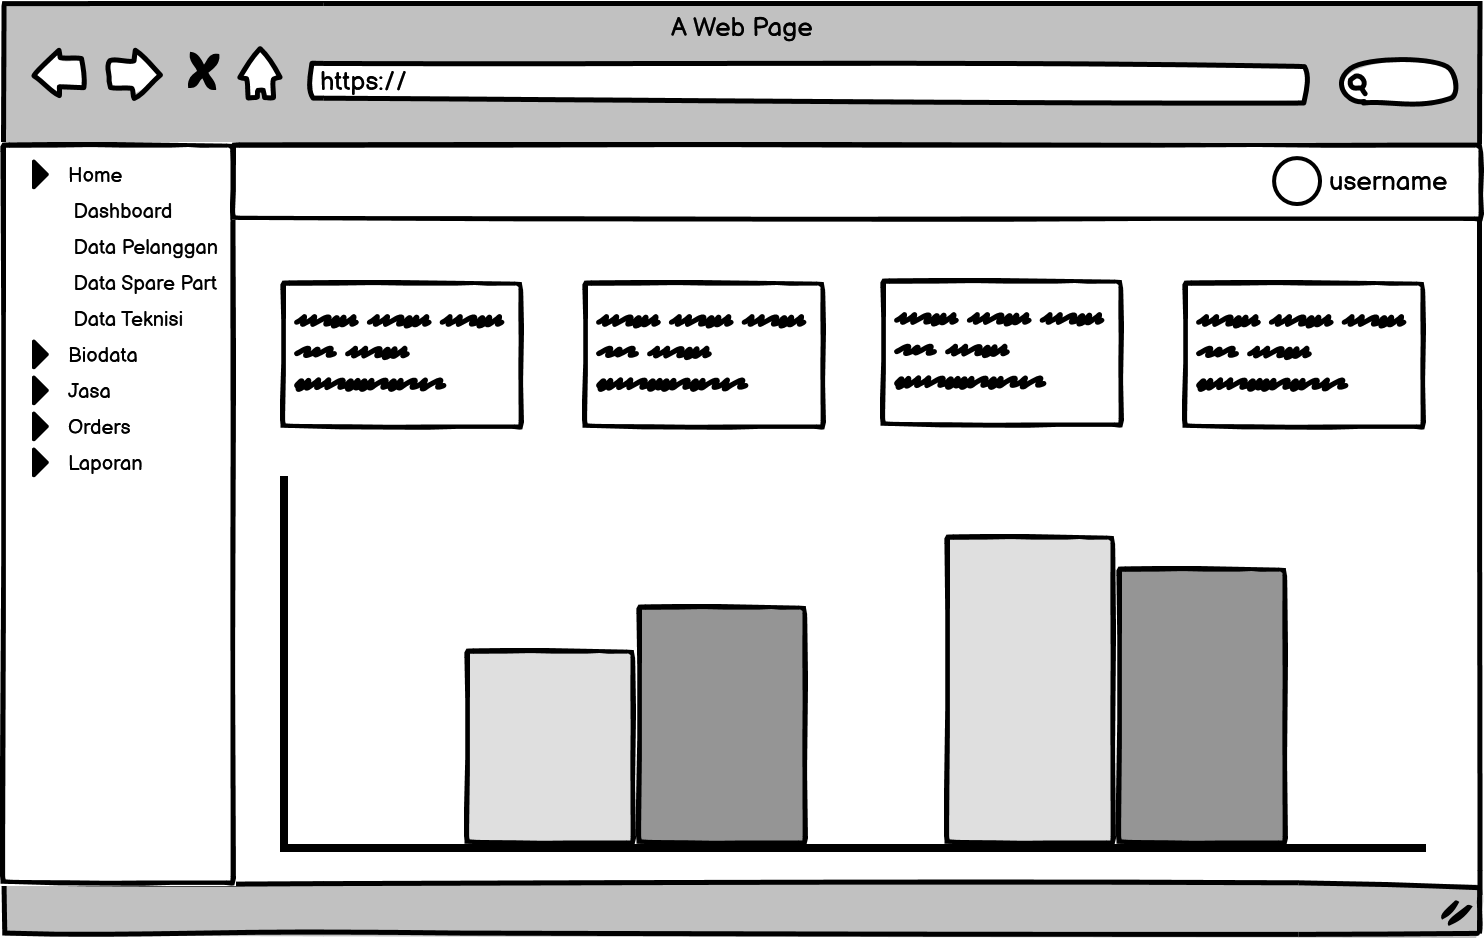 A Web Page
https://
username
Home
Dashboard
Data Pelanggan
Data Spare Part
Data Teknisi
Biodata
Jasa
Orders
Laporan